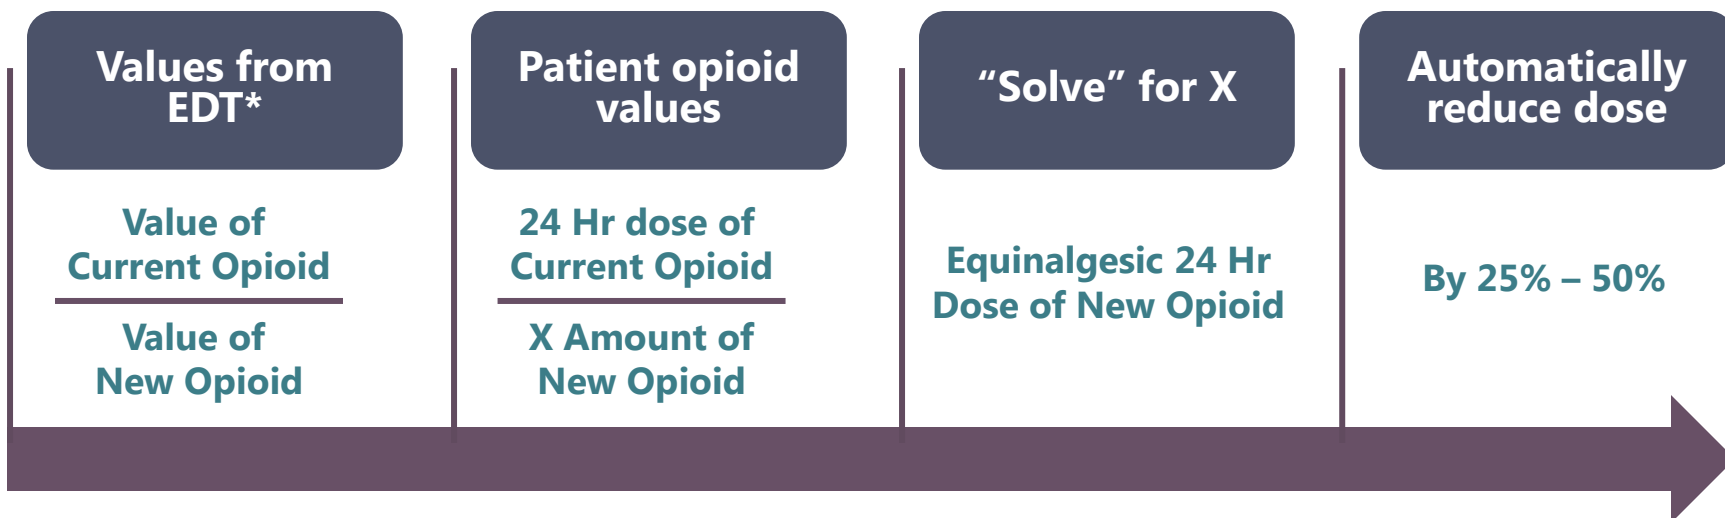 Values from
EDT*
Value of
Current Opioid
Value of
New Opioid
Patient opioid
values
24 Hr dose of
Current Opioid
X Amount of
New Opioid
“Solve” for X
Equinalgesic 24 Hr
Dose of New Opioid
Automatically
reduce dose
By 25% – 50%